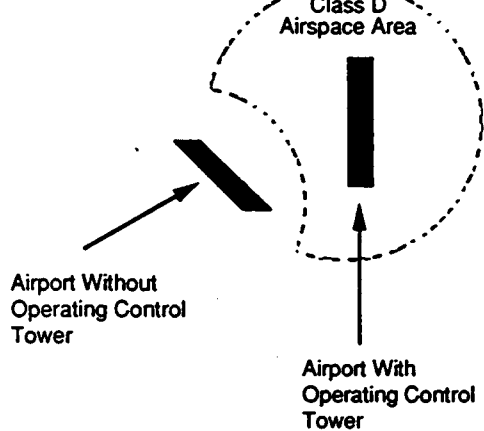 Class D
Airspace Area
Airport Without
Operating Control
Tower
Airport With
Operating Control
Tower